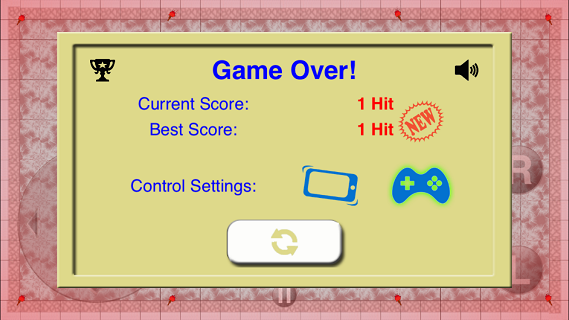 Game Over!
Current Score: 1 Hit
NEW
Best Score: 1 Hit
Control Settings:
R
L